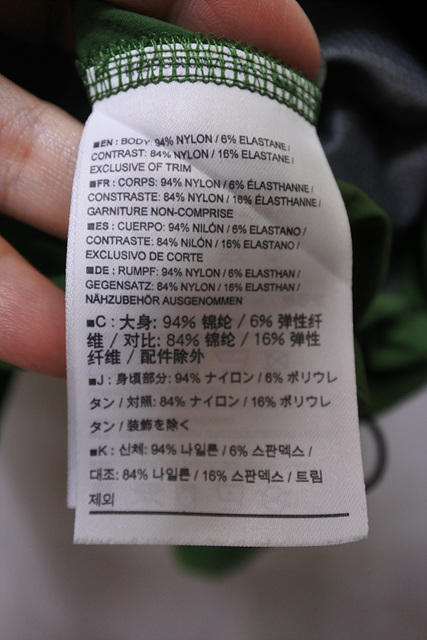 ■EN : BODY: 94% NYLON / 6% ELASTANE /
CONTRAST: 84% NYLON / 16% ELASTANE /
EXCLUSIVE OF TRIM
■FR : CORPS: 94% NYLON / 6% ÉLASTHANNE /
CONSTRASTE: 84% NYLON / 16% ÉLASTHANNE /
GARNITURE NON-COMPRISE
■ES : CUERPO: 94% NILÓN / 6% ELASTANO /
CONTRASTE: 84% NILÓN / 16% ELASTANO /
EXCLUSIVO DE CORTE
■DE : RUMPF: 94% NYLON / 6% ELASTHAN /
GEGENSATZ: 84% NYLON / 16% ELASTHAN /
NÄHZUBEHÖR AUSGENOMMEN
■C : 大身: 94% 锦纶 / 6% 弹性纤
维 / 对比: 84% 锦纶 / 16% 弹性
纤维 / 配件除外
■J : 身頃部分: 94% ナイロン / 6% ポリウレ
タン / 対照: 84% ナイロン / 16% ポリウレ
タン / 装飾を除く
■K : 신체: 94% 나일론 / 6% 스판덱스 /
대조: 84% 나일론 / 16% 스판덱스 / 트림
제외